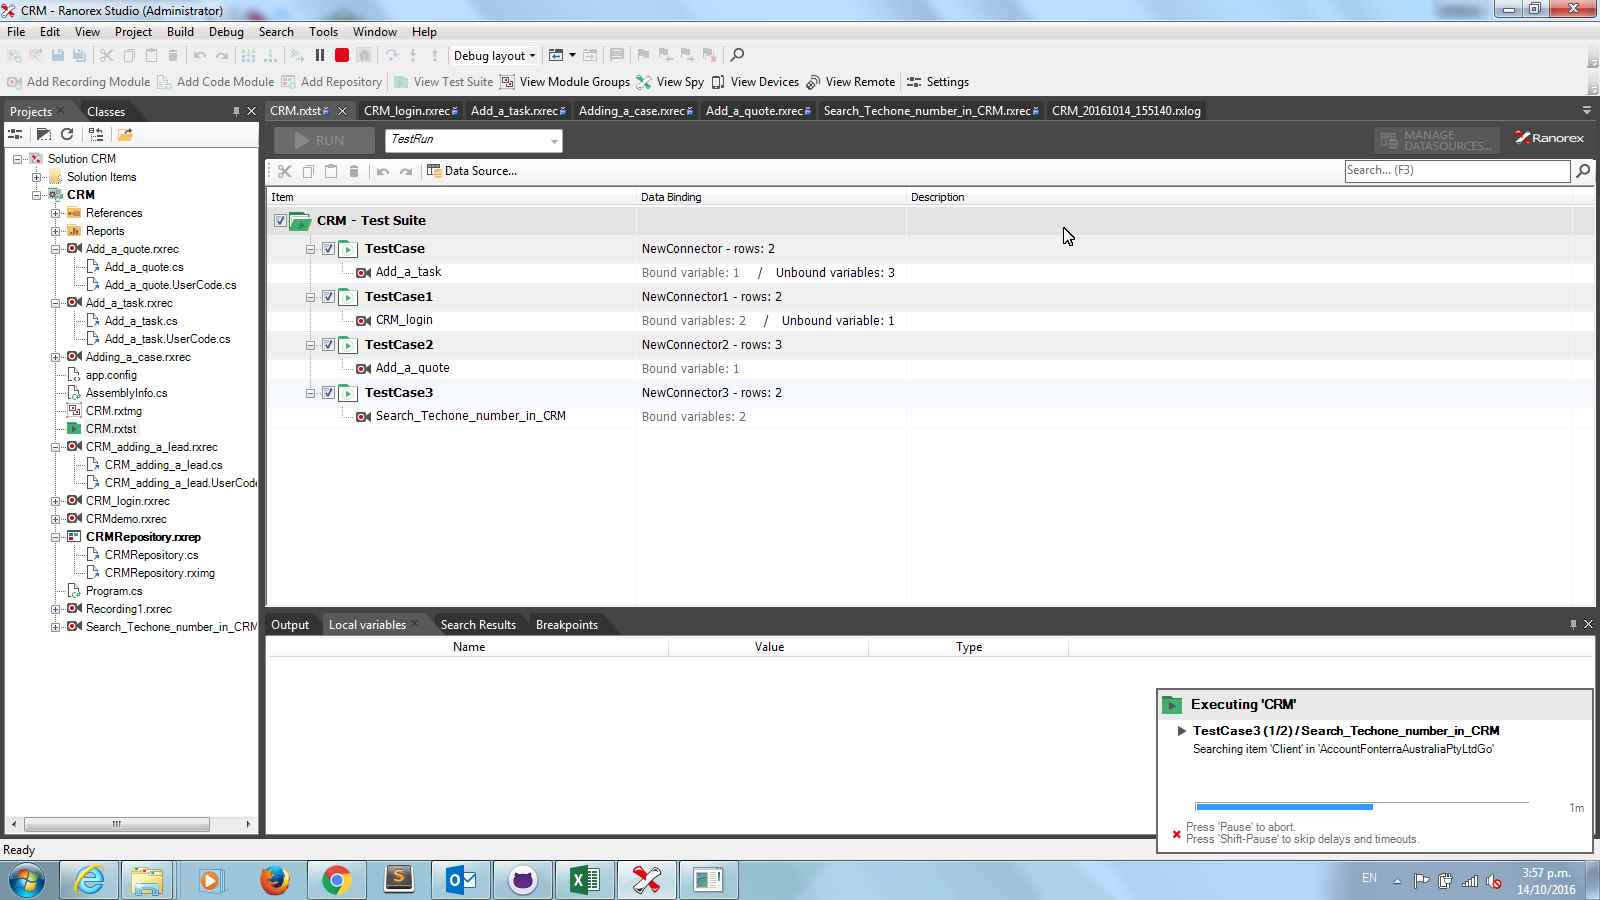 CRM - Ranorex Studio (Administrator)
File Edit View Project Build Debug Search Tools Window Help
Debug layout
Add Recording Module Add Code Module Add Repository View Test Suite View Module Groups View Spy View Devices View Remote Settings
Projects Classes
CRM.rxtst CRM_login.rxrec Add_a_task.rxrec Adding_a_case.rxrec Add_a_quote.rxrec Search_Techone_number_in_CRM.rxrec CRM_20161014_155140.rxlog
RUN TestRun MANAGE DATASOURCES... Ranorex
Data Source... Search... (F3)
Solution CRM
Solution Items
CRM
References
Reports
Add_a_quote.rxrec
Add_a_quote.cs
Add_a_quote.UserCode.cs
Add_a_task.rxrec
Add_a_task.cs
Add_a_task.UserCode.cs
Adding_a_case.rxrec
app.config
AssemblyInfo.cs
CRM.rxtmg
CRM.rxtst
CRM_adding_a_lead.rxrec
CRM_adding_a_lead.cs
CRM_adding_a_lead.UserCode
CRM_login.rxrec
CRMdemo.rxrec
CRMRepository.rxrep
CRMRepository.cs
CRMRepository.rximg
Program.cs
Recording1.rxrec
Search_Techone_number_in_CRM
Item Data Binding Description
CRM - Test Suite
TestCase NewConnector - rows: 2
Add_a_task Bound variable: 1 / Unbound variables: 3
TestCase1 NewConnector1 - rows: 2
CRM_login Bound variables: 2 / Unbound variable: 1
TestCase2 NewConnector2 - rows: 3
Add_a_quote Bound variable: 1
TestCase3 NewConnector3 - rows: 2
Search_Techone_number_in_CRM Bound variables: 2
Output Local variables Search Results Breakpoints
Name Value Type
Executing 'CRM'
TestCase3 (1/2) / Search_Techone_number_in_CRM
Searching item 'Client' in 'AccountFonterraAustraliaPtyLtdGo'
1m
Press 'Pause' to abort.
Press 'Shift-Pause' to skip delays and timeouts.
Ready
EN
3:57 p.m.
14/10/2016